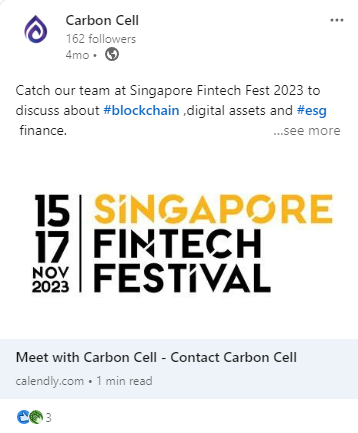 Carbon Cell
162 followers
4mo •
Catch our team at Singapore Fintech Fest 2023 to
discuss about #blockchain ,digital assets and #esg
finance.
...see more
15
17
NOV
2023
SINGAPORE
FINTECH
FESTIVAL
Meet with Carbon Cell - Contact Carbon Cell
calendly.com • 1 min read
3